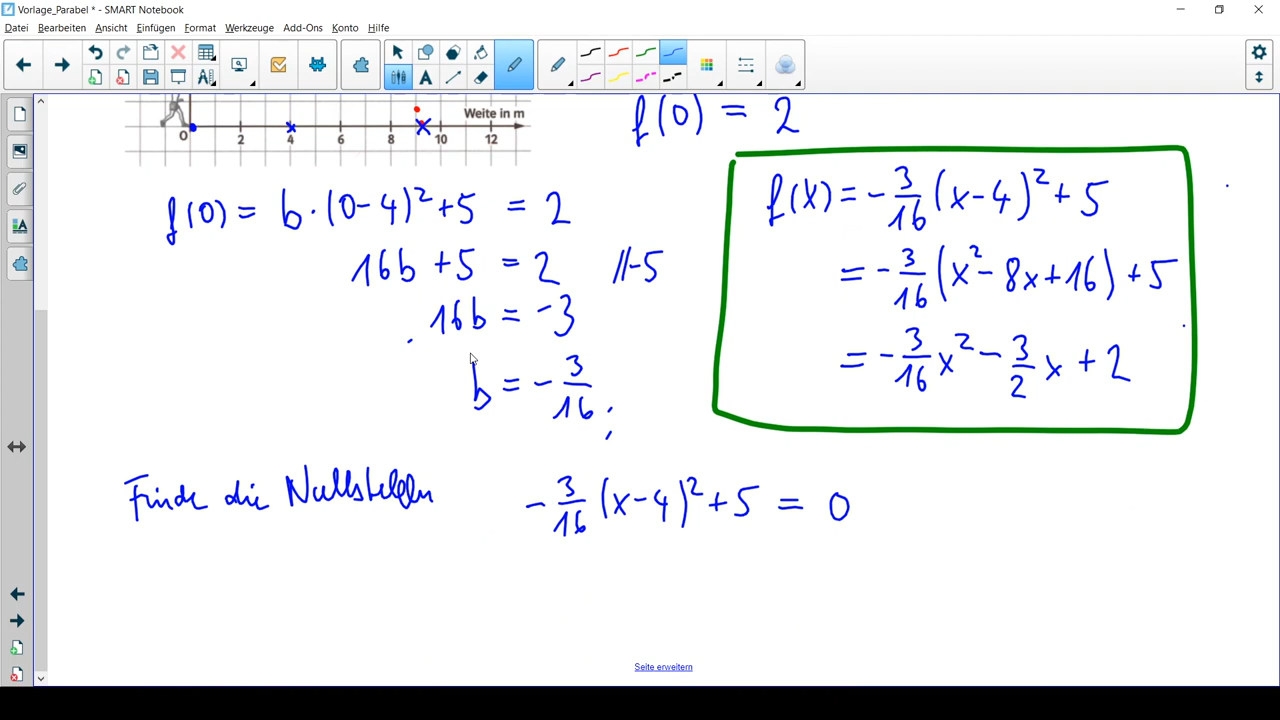 Vorlage_Parabel * - SMART Notebook
Datei Bearbeiten Ansicht Einfügen Format Werkzeuge Add-Ons Konto Hilfe
Weite in m
0 2 4 6 8 10 12
f(0) = 2
f(0) = b·(0-4)²+5 = 2
16b +5 = 2 //-5
16b = -3
b = -3/16
f(x) = -3/16 (x-4)² + 5
= -3/16 (x² - 8x+16) + 5
= -3/16 x² - 3/2 x + 2
Finde die Nullstellen -3/16 (x-4)² + 5 = 0
Seite erweitern